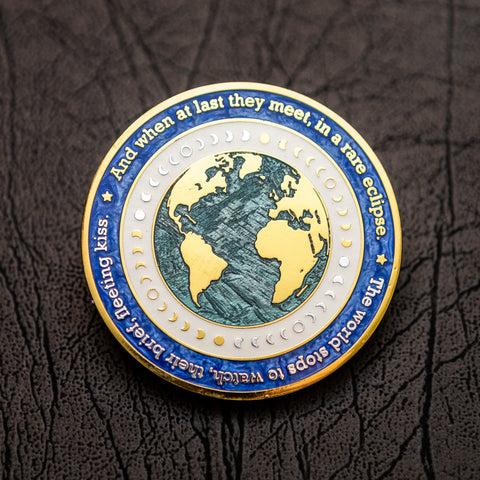 And when at last they meet, in a rare eclipse.
The world stops to watch, their brief, fleeting kiss.